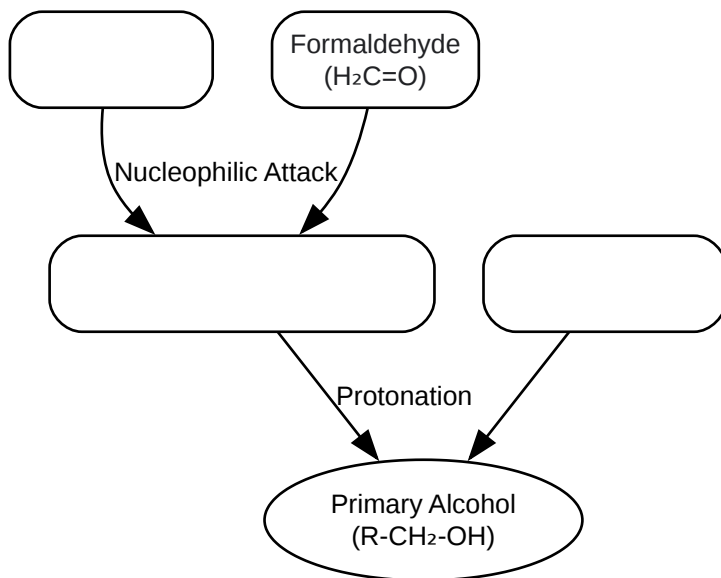 Formaldehyde
(H₂C=O)
Nucleophilic Attack
Protonation
Primary Alcohol
(R-CH₂-OH)